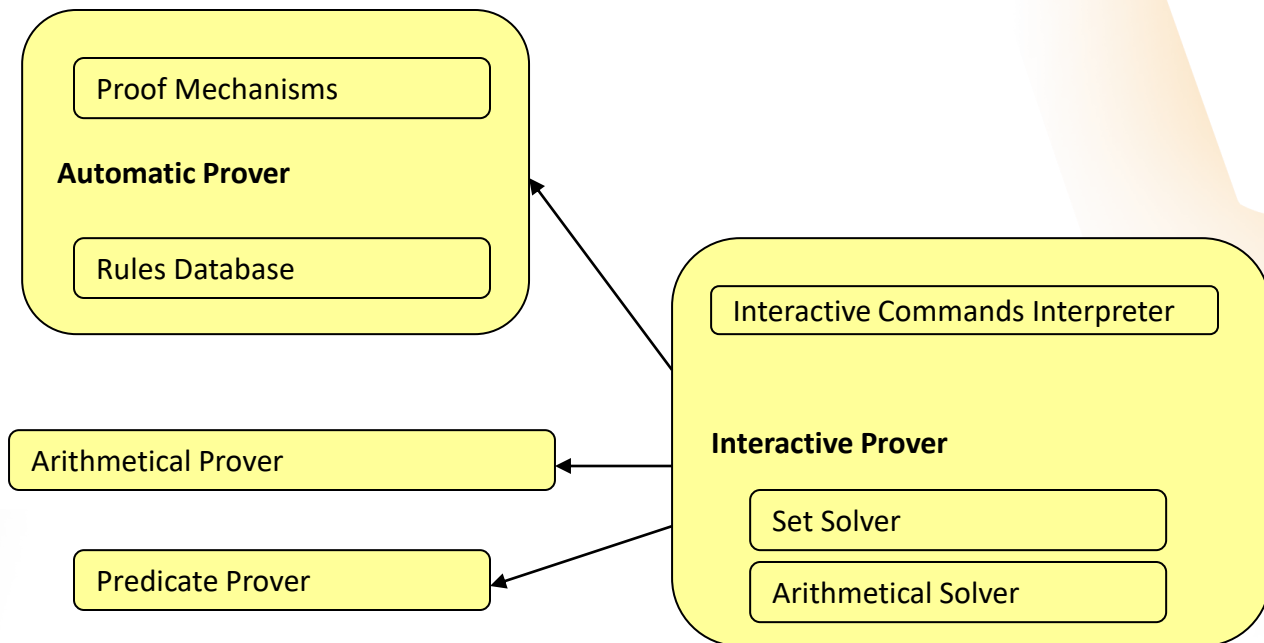 Proof Mechanisms
Automatic Prover
Rules Database
Interactive Commands Interpreter
Arithmetical Prover
Interactive Prover
Set Solver
Predicate Prover
Arithmetical Solver